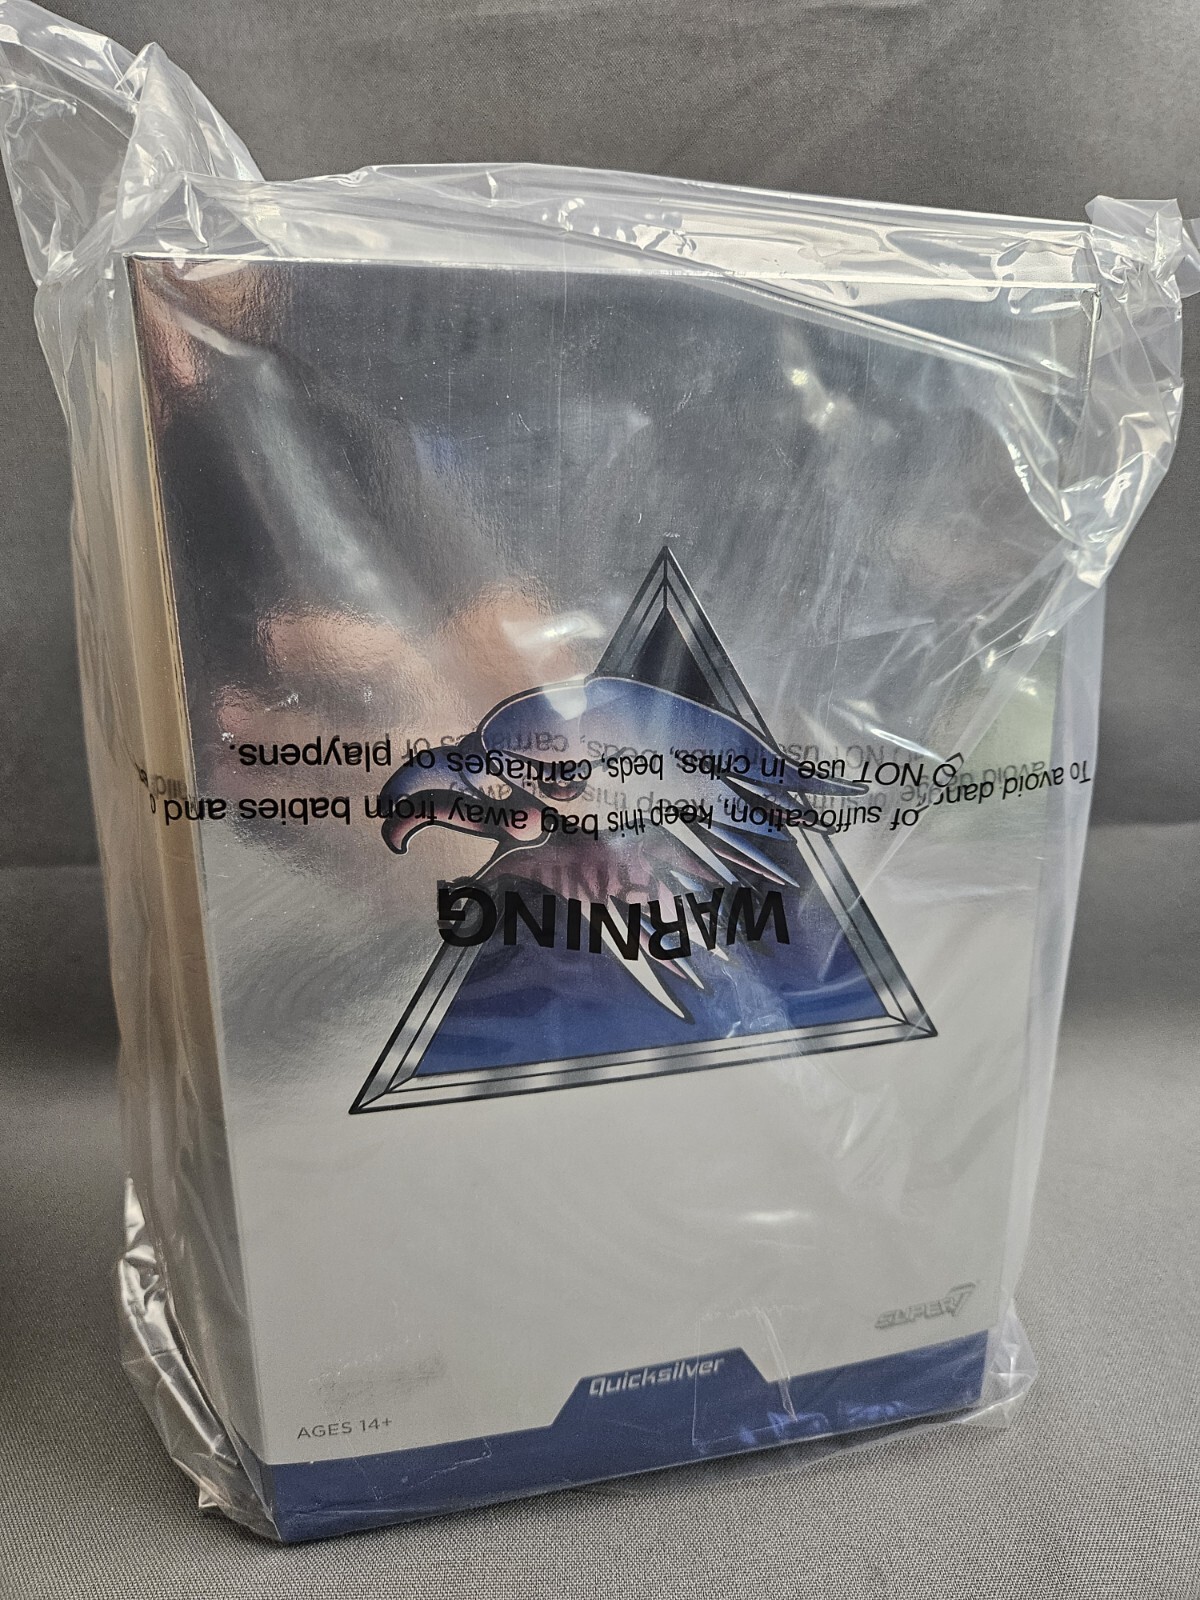 WARNING
To avoid dang of suffocation, keep this bag away from babies and
DO NOT use in cribs, beds, carriages or playpens.
SUPER7
quicksilver
AGES 14+